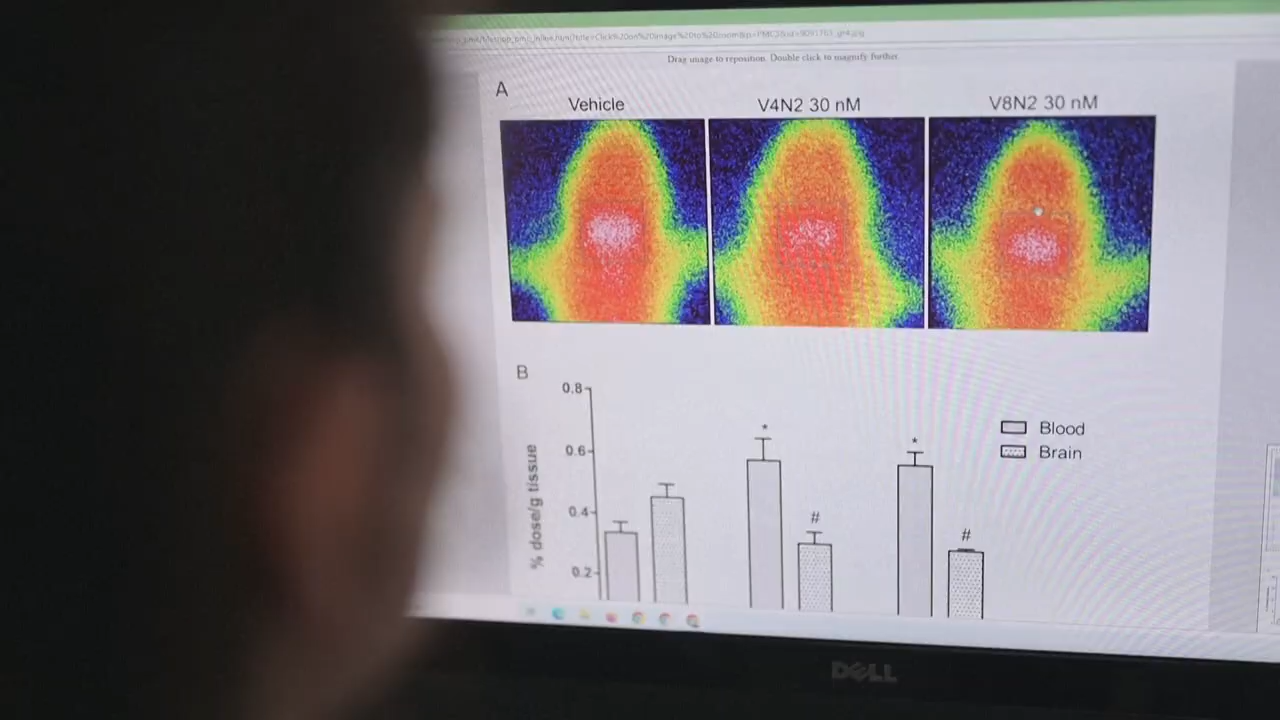 Drag image to reposition. Double click to magnify further.
A
Vehicle
V4N2 30 nM
V8N2 30 nM
B
0.8
0.6
0.4
0.2
% dose/g tissue
*
#
*
#
Blood
Brain
DELL